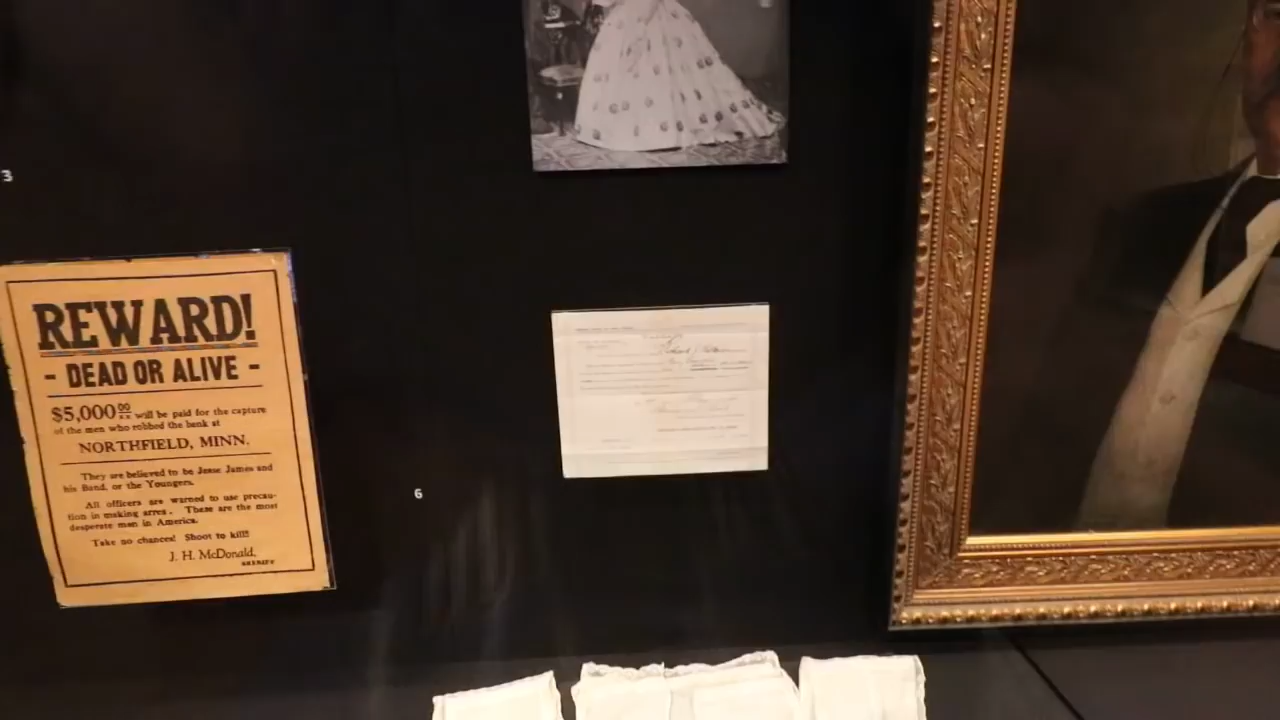 3
REWARD!
- DEAD OR ALIVE -
$5,000 00/xx will be paid for the capture
of the men who robbed the bank at
NORTHFIELD, MINN.
They are believed to be Jesse James and
his Band, or the Youngers.
All officers are warned to use precau-
tion in making arres. These are the most
desperate men in America.
Take no chances! Shoot to kill!!
J. H. McDonald,
SHERIFF
6